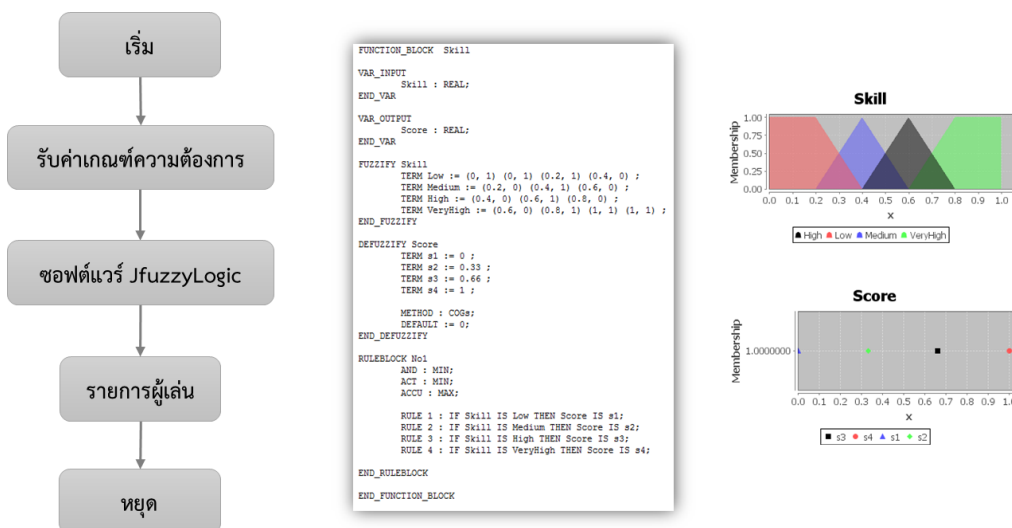 เริ่ม
รับค่าเกณฑ์ความต้องการ
ซอฟต์แวร์ JfuzzyLogic
รายการผู้เล่น
หยุด
FUNCTION_BLOCK Skill
VAR_INPUT
Skill : REAL;
END_VAR
VAR_OUTPUT
Score : REAL;
END_VAR
FUZZIFY Skill
TERM Low := (0, 1) (0, 1) (0.2, 1) (0.4, 0) ;
TERM Medium := (0.2, 0) (0.4, 1) (0.6, 0) ;
TERM High := (0.4, 0) (0.6, 1) (0.8, 0) ;
TERM VeryHigh := (0.6, 0) (0.8, 1) (1, 1) (1, 1) ;
END_FUZZIFY
DEFUZZIFY Score
TERM s1 := 0 ;
TERM s2 := 0.33 ;
TERM s3 := 0.66 ;
TERM s4 := 1 ;
METHOD : COGs;
DEFAULT := 0;
END_DEFUZZIFY
RULEBLOCK No1
AND : MIN;
ACT : MIN;
ACCU : MAX;
RULE 1 : IF Skill IS Low THEN Score IS s1;
RULE 2 : IF Skill IS Medium THEN Score IS s2;
RULE 3 : IF Skill IS High THEN Score IS s3;
RULE 4 : IF Skill IS VeryHigh THEN Score IS s4;
END_RULEBLOCK
END_FUNCTION_BLOCK
Skill
Membership
1.00
0.75
0.50
0.25
0.00
0.0 0.1 0.2 0.3 0.4 0.5 0.6 0.7 0.8 0.9 1.0
x
High Low Medium VeryHigh
Score
Membership
1.0000000
0.0 0.1 0.2 0.3 0.4 0.5 0.6 0.7 0.8 0.9 1.0
x
s3 s4 s1 s2